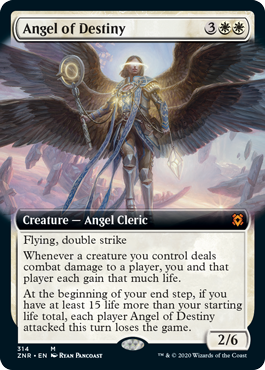 Angel of Destiny 3
Creature — Angel Cleric
Flying, double strike
Whenever a creature you control deals
combat damage to a player, you and that
player each gain that much life.
At the beginning of your end step, if you
have at least 15 life more than your starting
life total, each player Angel of Destiny
attacked this turn loses the game.
2/6
314 M
ZNR • EN Ryan Pancoast
™ & © 2020 Wizards of the Coast